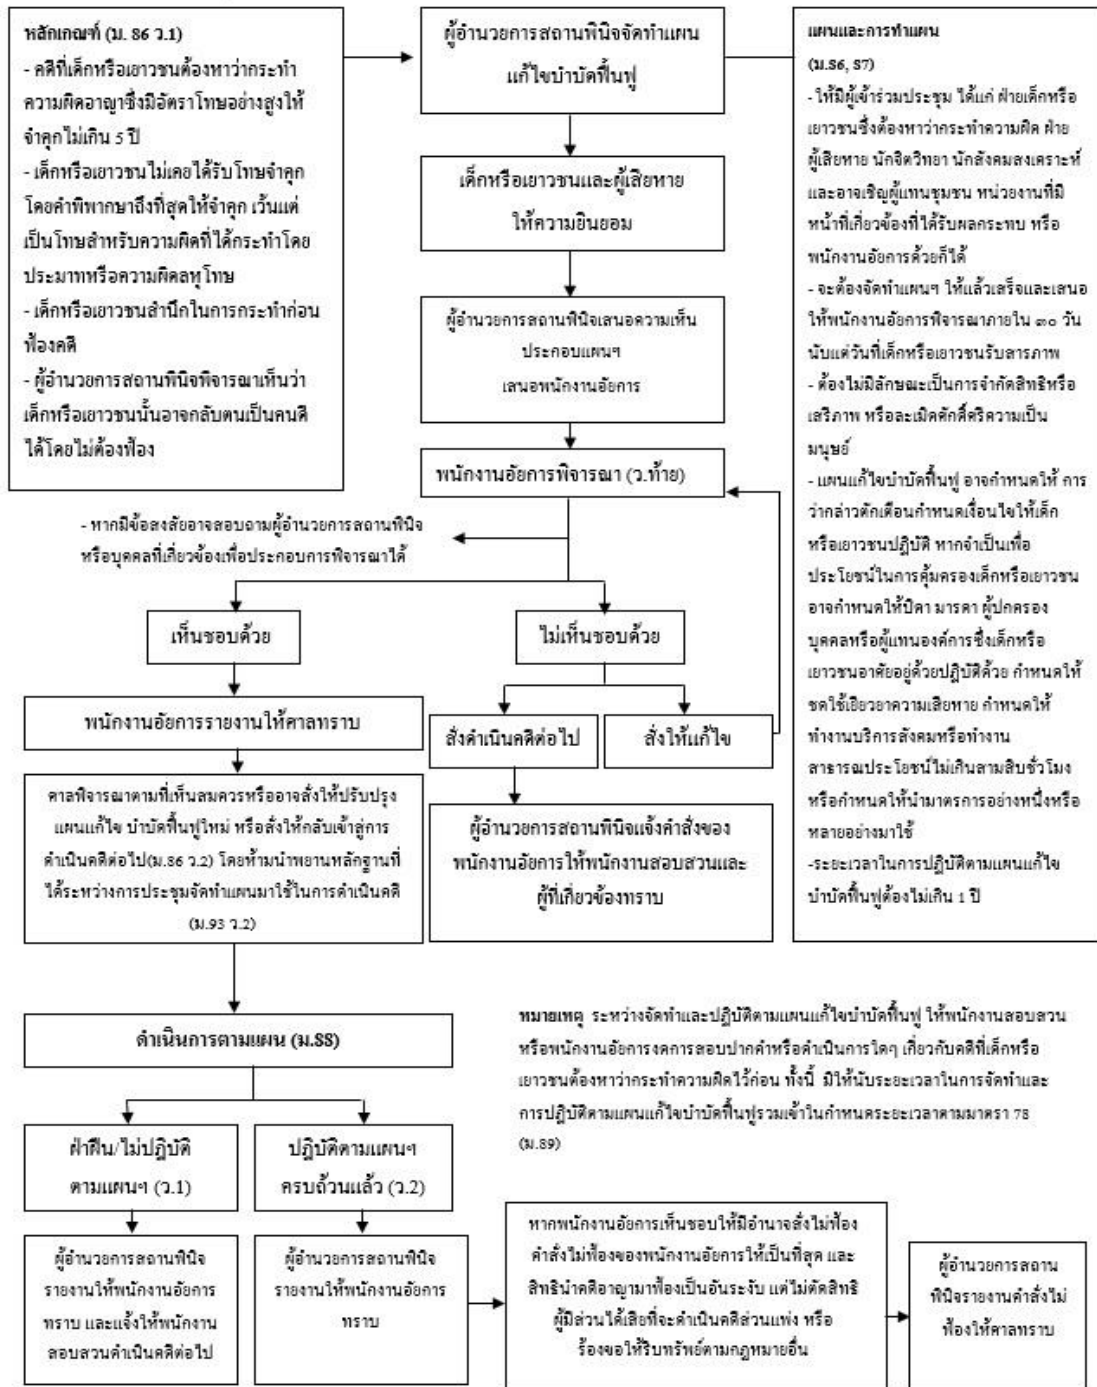 หลักเกณฑ์ (ม. 86 ว.1)
- คดีที่เด็กหรือเยาวชนต้องหาว่ากระทำ
ความผิดอาญาซึ่งมีอัตราโทษอย่างสูงให้
จำคุกไม่เกิน 5 ปี
- เด็กหรือเยาวชนไม่เคยได้รับโทษจำคุก
โดยคำพิพากษาถึงที่สุดให้จำคุก เว้นแต่
เป็นโทษสำหรับความผิดที่ได้กระทำโดย
ประมาทหรือความผิดลหุโทษ
- เด็กหรือเยาวชนสำนึกในการกระทำก่อน
ฟ้องคดี
- ผู้อำนวยการสถานพินิจพิจารณาเห็นว่า
เด็กหรือเยาวชนนั้นอาจกลับตนเป็นคนดี
ได้โดยไม่ต้องฟ้อง
ผู้อำนวยการสถานพินิจจัดทำแผน
แก้ไขบำบัดฟื้นฟู
เด็กหรือเยาวชนและผู้เสียหาย
ให้ความยินยอม
ผู้อำนวยการสถานพินิจเสนอความเห็น
ประกอบแผนฯ
เสนอพนักงานอัยการ
พนักงานอัยการพิจารณา (ว.ท้าย)
- หากมีข้อสงสัยอาจสอบถามผู้อำนวยการสถานพินิจ
หรือบุคคลที่เกี่ยวข้องเพื่อประกอบการพิจารณาได้
แผนและการทำแผน
(ม.86, 87)
- ให้มีผู้เข้าร่วมประชุม ได้แก่ ฝ่ายเด็กหรือ
เยาวชนซึ่งต้องหาว่ากระทำความผิด ฝ่าย
ผู้เสียหาย นักจิตวิทยา นักสังคมสงเคราะห์
และอาจเชิญผู้แทนชุมชน หน่วยงานที่มี
หน้าที่เกี่ยวข้องที่ได้รับผลกระทบ หรือ
พนักงานอัยการด้วยก็ได้
- จะต้องจัดทำแผนฯ ให้แล้วเสร็จและเสนอ
ให้พนักงานอัยการพิจารณาภายใน ๓๐ วัน
นับแต่วันที่เด็กหรือเยาวชนรับสารภาพ
- ต้องไม่มีลักษณะเป็นการจำกัดสิทธิหรือ
เสรีภาพ หรือละเมิดศักดิ์ศรีความเป็น
มนุษย์
- แผนแก้ไขบำบัดฟื้นฟู อาจกำหนดให้ การ
ว่ากล่าวตักเตือนกำหนดเงื่อนไขให้เด็ก
หรือเยาวชนปฏิบัติ หากจำเป็นเพื่อ
ประโยชน์ในการคุ้มครองเด็กหรือเยาวชน
อาจกำหนดให้บิดา มารดา ผู้ปกครอง
บุคคลหรือผู้แทนองค์การซึ่งเด็กหรือ
เยาวชนอาศัยอยู่ด้วยปฏิบัติด้วย กำหนดให้
ชดใช้เยียวยาความเสียหาย กำหนดให้
ทำงานบริการสังคมหรือทำงาน
สาธารณประโยชน์ไม่เกินสามสิบชั่วโมง
หรือกำหนดให้นำมาตรการอย่างหนึ่งหรือ
หลายอย่างมาใช้
-ระยะเวลาในการปฏิบัติตามแผนแก้ไข
บำบัดฟื้นฟูต้องไม่เกิน 1 ปี
เห็นชอบด้วย
ไม่เห็นชอบด้วย
พนักงานอัยการรายงานให้ศาลทราบ
สั่งดำเนินคดีต่อไป
สั่งให้แก้ไข
ศาลพิจารณาตามที่เห็นสมควรหรืออาจสั่งให้ปรับปรุง
แผนแก้ไข บำบัดฟื้นฟูใหม่ หรือสั่งให้กลับเข้าสู่การ
ดำเนินคดีต่อไป(ม.86 ว.2) โดยห้ามนำพยานหลักฐานที่
ได้ระหว่างการประชุมจัดทำแผนมาใช้ในการดำเนินคดี
(ม.93 ว.2)
ผู้อำนวยการสถานพินิจแจ้งคำสั่งของ
พนักงานอัยการให้พนักงานสอบสวนและ
ผู้ที่เกี่ยวข้องทราบ
ดำเนินการตามแผน (ม.88)
หมายเหตุ ระหว่างจัดทำและปฏิบัติตามแผนแก้ไขบำบัดฟื้นฟู ให้พนักงานสอบสวน
หรือพนักงานอัยการงดการสอบปากคำหรือดำเนินการใดๆ เกี่ยวกับคดีที่เด็กหรือ
เยาวชนต้องหาว่ากระทำความผิดไว้ก่อน ทั้งนี้ มิให้นับระยะเวลาในการจัดทำและ
การปฏิบัติตามแผนแก้ไขบำบัดฟื้นฟูรวมเข้าในกำหนดระยะเวลาตามมาตรา 78
(ม.89)
ฝ่าฝืน/ไม่ปฏิบัติ
ตามแผนฯ (ว.1)
ปฏิบัติตามแผนฯ
ครบถ้วนแล้ว (ว.2)
ผู้อำนวยการสถานพินิจ
รายงานให้พนักงานอัยการ
ทราบ และแจ้งให้พนักงาน
สอบสวนดำเนินคดีต่อไป
ผู้อำนวยการสถานพินิจ
รายงานให้พนักงานอัยการ
ทราบ
หากพนักงานอัยการเห็นชอบให้มีอำนาจสั่งไม่ฟ้อง
คำสั่งไม่ฟ้องของพนักงานอัยการให้เป็นที่สุด และ
สิทธินำคดีอาญามาฟ้องเป็นอันระงับ แต่ไม่ตัดสิทธิ
ผู้มีส่วนได้เสียที่จะดำเนินคดีส่วนแพ่ง หรือ
ร้องขอให้ริบทรัพย์ตามกฎหมายอื่น
ผู้อำนวยการสถาน
พินิจรายงานคำสั่งไม่
ฟ้องให้ศาลทราบ